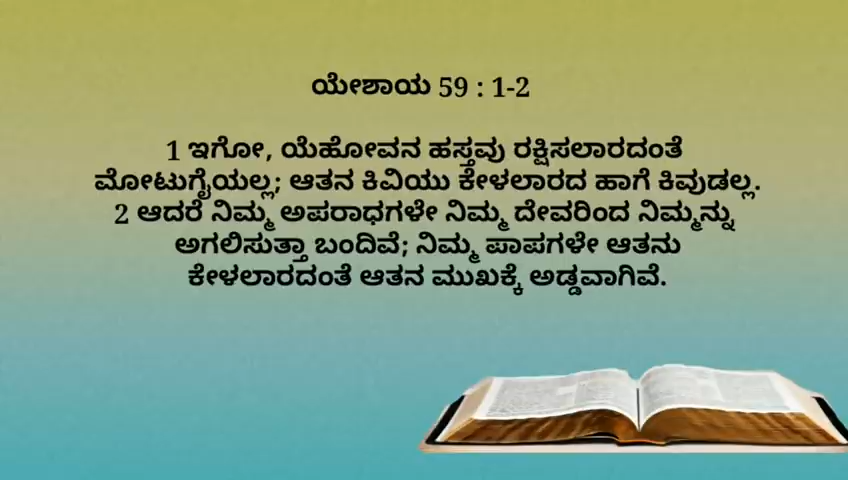 ಯೇಶಾಯ 59 : 1-2
1 ಇಗೋ, ಯೆಹೋವನ ಹಸ್ತವು ರಕ್ಷಿಸಲಾರದಂತೆ
ಮೋಟುಗೈಯಲ್ಲ; ಆತನ ಕಿವಿಯು ಕೇಳಲಾರದ ಹಾಗೆ ಕಿವುಡಲ್ಲ.
2 ಆದರೆ ನಿಮ್ಮ ಅಪರಾಧಗಳೇ ನಿಮ್ಮ ದೇವರಿಂದ ನಿಮ್ಮನ್ನು
ಅಗಲಿಸುತ್ತಾ ಬಂದಿವೆ; ನಿಮ್ಮ ಪಾಪಗಳೇ ಆತನು
ಕೇಳಲಾರದಂತೆ ಆತನ ಮುಖಕ್ಕೆ ಅಡ್ಡವಾಗಿವೆ.